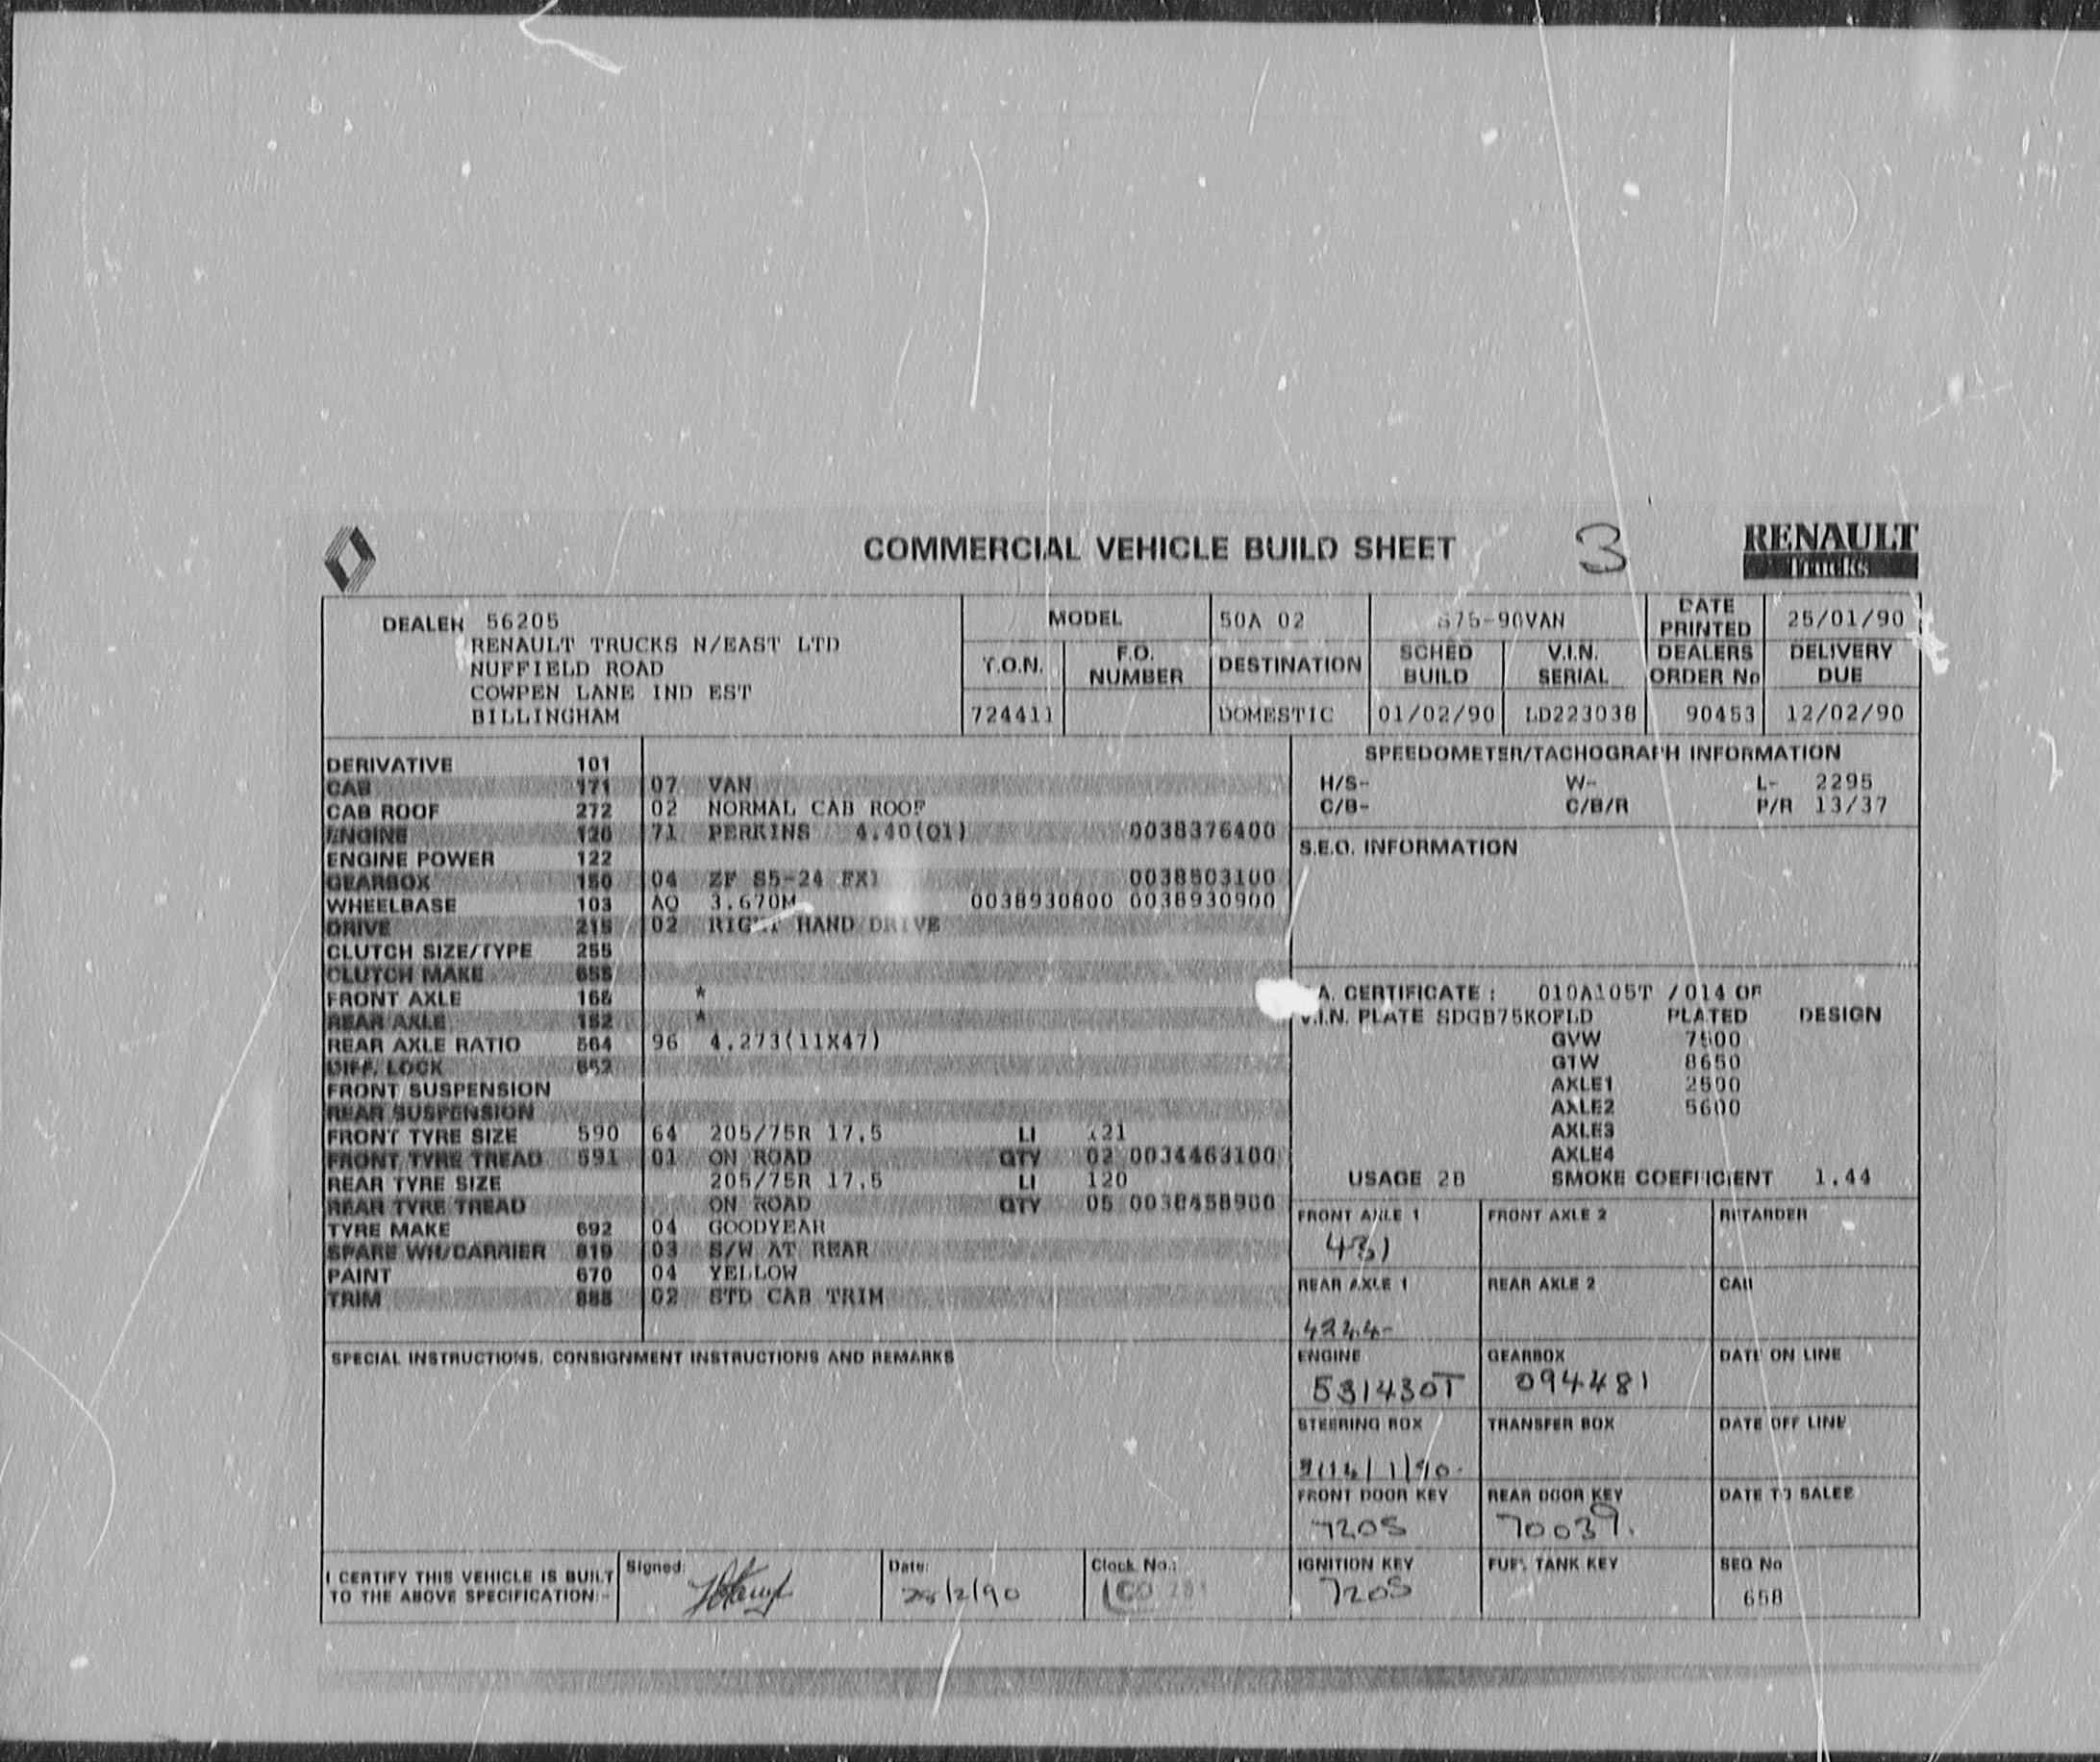 COMMERCIAL VEHICLE BUILD SHEET 3 RENAULT Trucks
DEALER 56205
RENAULT TRUCKS N/EAST LTD
NUFFIELD ROAD
COWPEN LANE IND EST
BILLINGHAM
MODEL 50A 02 S75-90VAN DATE PRINTED 25/01/90
T.O.N. F.O. NUMBER DESTINATION SCHED BUILD V.I.N. SERIAL DEALERS ORDER No DELIVERY DUE
724411 DOMESTIC 01/02/90 LD223038 90453 12/02/90
DERIVATIVE 101
CAB 171 07 VAN
CAB ROOF 272 02 NORMAL CAB ROOF
ENGINE 120 71 PERKINS 4.40(Q1) 0038376400
ENGINE POWER 122
GEARBOX 150 04 ZF S5-24 FX1 0038503100
WHEELBASE 103 AQ 3.670M 0038930800 0038930900
DRIVE 215 02 RIGHT HAND DRIVE
CLUTCH SIZE/TYPE 255
CLUTCH MAKE
FRONT AXLE 168 *
REAR AXLE 182 *
REAR AXLE RATIO 564 96 4.273(11X47)
DIFF. LOCK 652
FRONT SUSPENSION
REAR SUSPENSION
FRONT TYRE SIZE 590 64 205/75R 17.5 LI 121
FRONT TYRE TREAD 591 01 ON ROAD QTY 02 0034463100
REAR TYRE SIZE 205/75R 17.5 LI 120
REAR TYRE TREAD ON ROAD QTY 05 0038458900
TYRE MAKE 692 04 GOODYEAR
SPARE WH/CARRIER 819 03 S/W AT REAR
PAINT 670 04 YELLOW
TRIM 888 02 STD CAB TRIM
SPECIAL INSTRUCTIONS, CONSIGNMENT INSTRUCTIONS AND REMARKS
SPEEDOMETER/TACHOGRAPH INFORMATION
H/S- W- L- 2295
C/B- C/B/R P/R 13/37
S.E.O. INFORMATION
A. CERTIFICATE : 010A105T /014 OF
V.I.N. PLATE SDGB75KOFLD PLATED DESIGN
GVW 7500
GTW 8650
AXLE1 2500
AXLE2 5600
AXLE3
AXLE4
USAGE 2B SMOKE COEFFICIENT 1.44
FRONT AXLE 1 FRONT AXLE 2 RETARDER
431
REAR AXLE 1 REAR AXLE 2 CAB
4244-
ENGINE GEARBOX DATE ON LINE
531430T 094481
STEERING BOX TRANSFER BOX DATE OFF LINE
FRONT DOOR KEY REAR DOOR KEY DATE TO SALES
7205 70039.
IGNITION KEY FUEL TANK KEY SEQ No
7205 658
I CERTIFY THIS VEHICLE IS BUILT
TO THE ABOVE SPECIFICATION:-
Signed: Date: Clock No.: